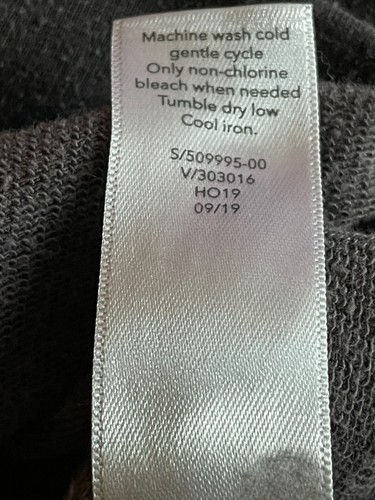 Machine wash cold
gentle cycle
Only non-chlorine
bleach when needed
Tumble dry low
Cool iron.
S/509995-00
V/303016
HO19
09/19